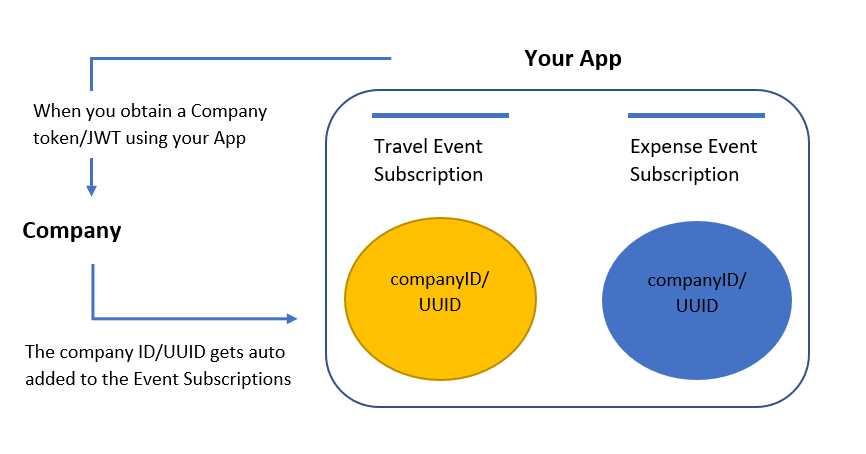 Your App
When you obtain a Company
token/JWT using your App
Company
The company ID/UUID gets auto
added to the Event Subscriptions
Travel Event
Subscription
companyID/
UUID
Expense Event
Subscription
companyID/
UUID